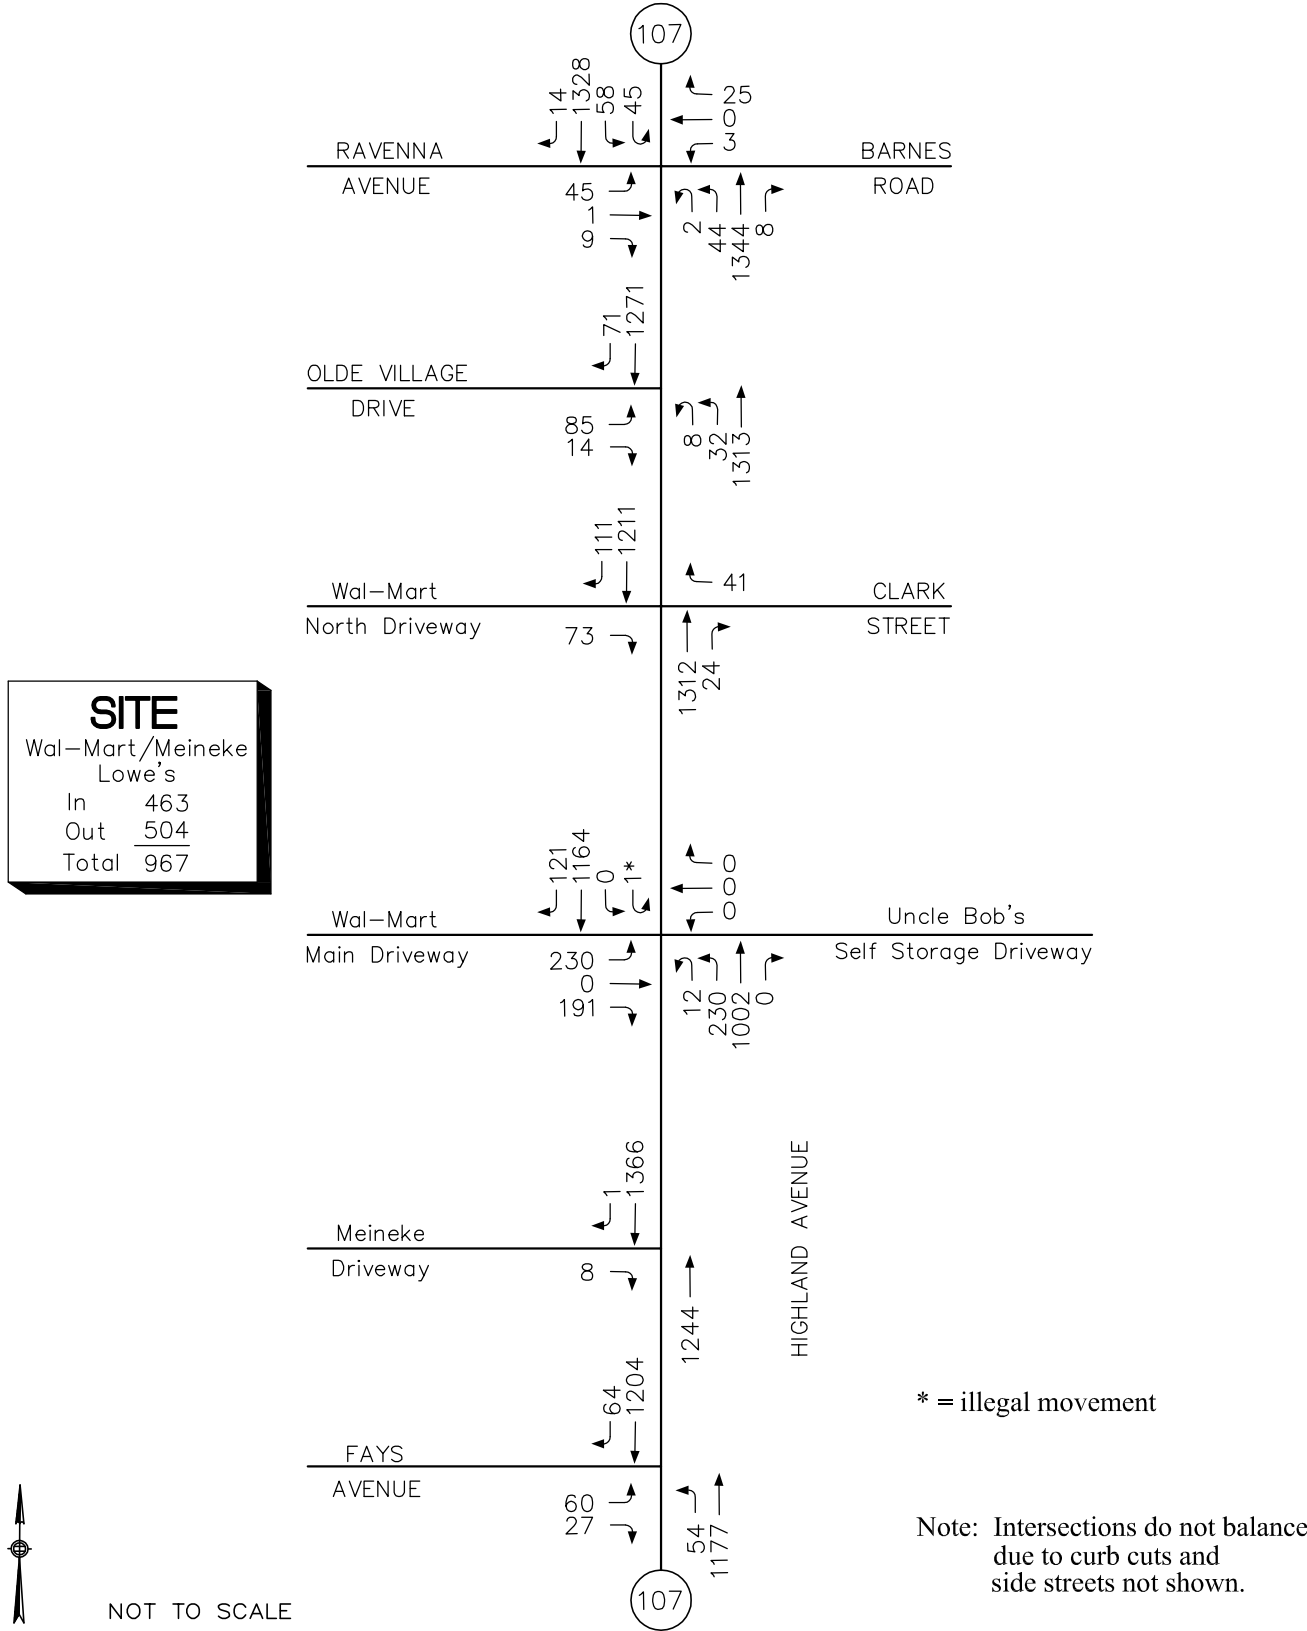 107
14
1328
58
45
25
0
3
RAVENNA
AVENUE
BARNES
ROAD
45
1
9
2
44
1344
8
71
1271
OLDE VILLAGE
DRIVE
85
14
8
32
1313
111
1211
41
Wal-Mart
North Driveway
CLARK
STREET
73
1312
24
SITE
Wal-Mart/Meineke
Lowe's
In 463
Out 504
Total 967
121
1164
0
1*
0
0
0
Wal-Mart
Main Driveway
Uncle Bob's
Self Storage Driveway
230
0
191
12
230
1002
0
1
1366
Meineke
Driveway
8
1244
HIGHLAND AVENUE
64
1204
FAYS
AVENUE
60
27
54
1177
107
* = illegal movement
Note: Intersections do not balance
due to curb cuts and
side streets not shown.
NOT TO SCALE